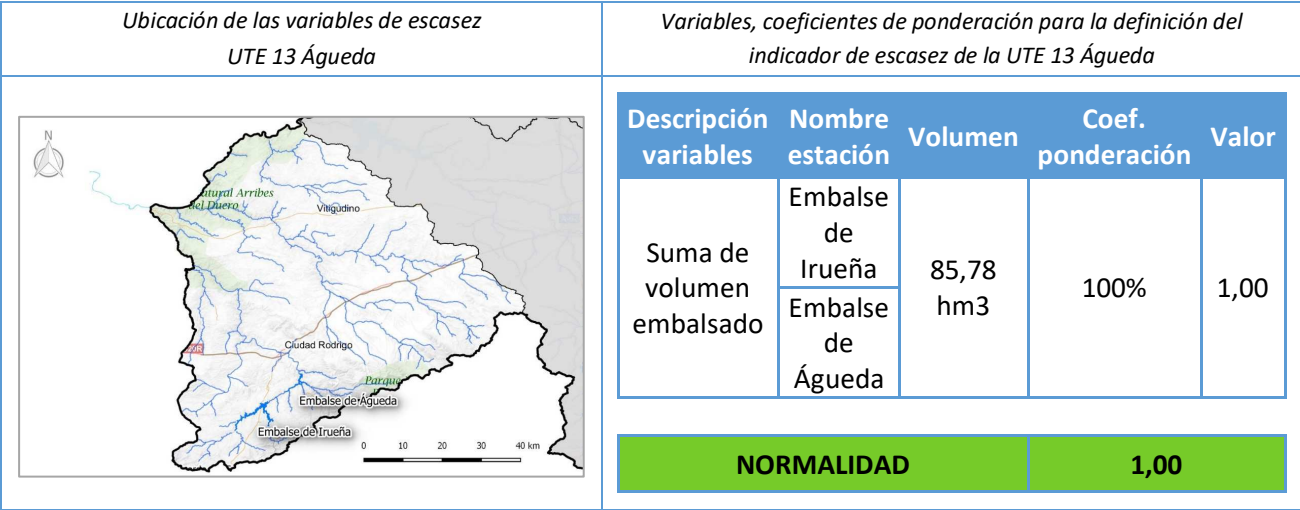 Ubicación de las variables de escasez
UTE 13 Águeda
Variables, coeficientes de ponderación para la definición del
indicador de escasez de la UTE 13 Águeda
N
atural Arribes
del Duero
Vitigudino
Ciudad Rodrigo
Parque
Embalse de Águeda
Embalse de Irueña
0 10 20 30 40 km
Descripción
variables
Nombre
estación
Volumen
Coef.
ponderación
Valor
Suma de
volumen
embalsado
Embalse
de
Irueña
Embalse
de
Águeda
85,78
hm3
100%
1,00
NORMALIDAD
1,00